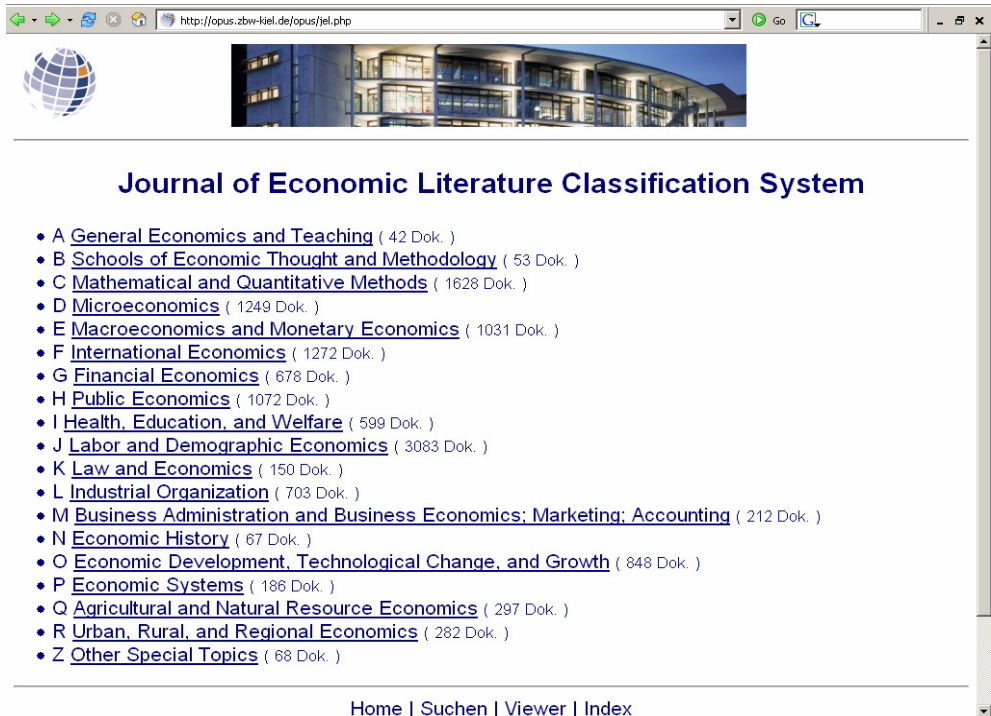 http://opus.zbw-kiel.de/opus/jel.php Go G
Journal of Economic Literature Classification System
• A General Economics and Teaching ( 42 Dok. )
• B Schools of Economic Thought and Methodology ( 53 Dok. )
• C Mathematical and Quantitative Methods ( 1628 Dok. )
• D Microeconomics ( 1249 Dok. )
• E Macroeconomics and Monetary Economics ( 1031 Dok. )
• F International Economics ( 1272 Dok. )
• G Financial Economics ( 678 Dok. )
• H Public Economics ( 1072 Dok. )
• I Health, Education, and Welfare ( 599 Dok. )
• J Labor and Demographic Economics ( 3083 Dok. )
• K Law and Economics ( 150 Dok. )
• L Industrial Organization ( 703 Dok. )
• M Business Administration and Business Economics; Marketing; Accounting ( 212 Dok. )
• N Economic History ( 67 Dok. )
• O Economic Development, Technological Change, and Growth ( 848 Dok. )
• P Economic Systems ( 186 Dok. )
• Q Agricultural and Natural Resource Economics ( 297 Dok. )
• R Urban, Rural, and Regional Economics ( 282 Dok. )
• Z Other Special Topics ( 68 Dok. )
Home | Suchen | Viewer | Index